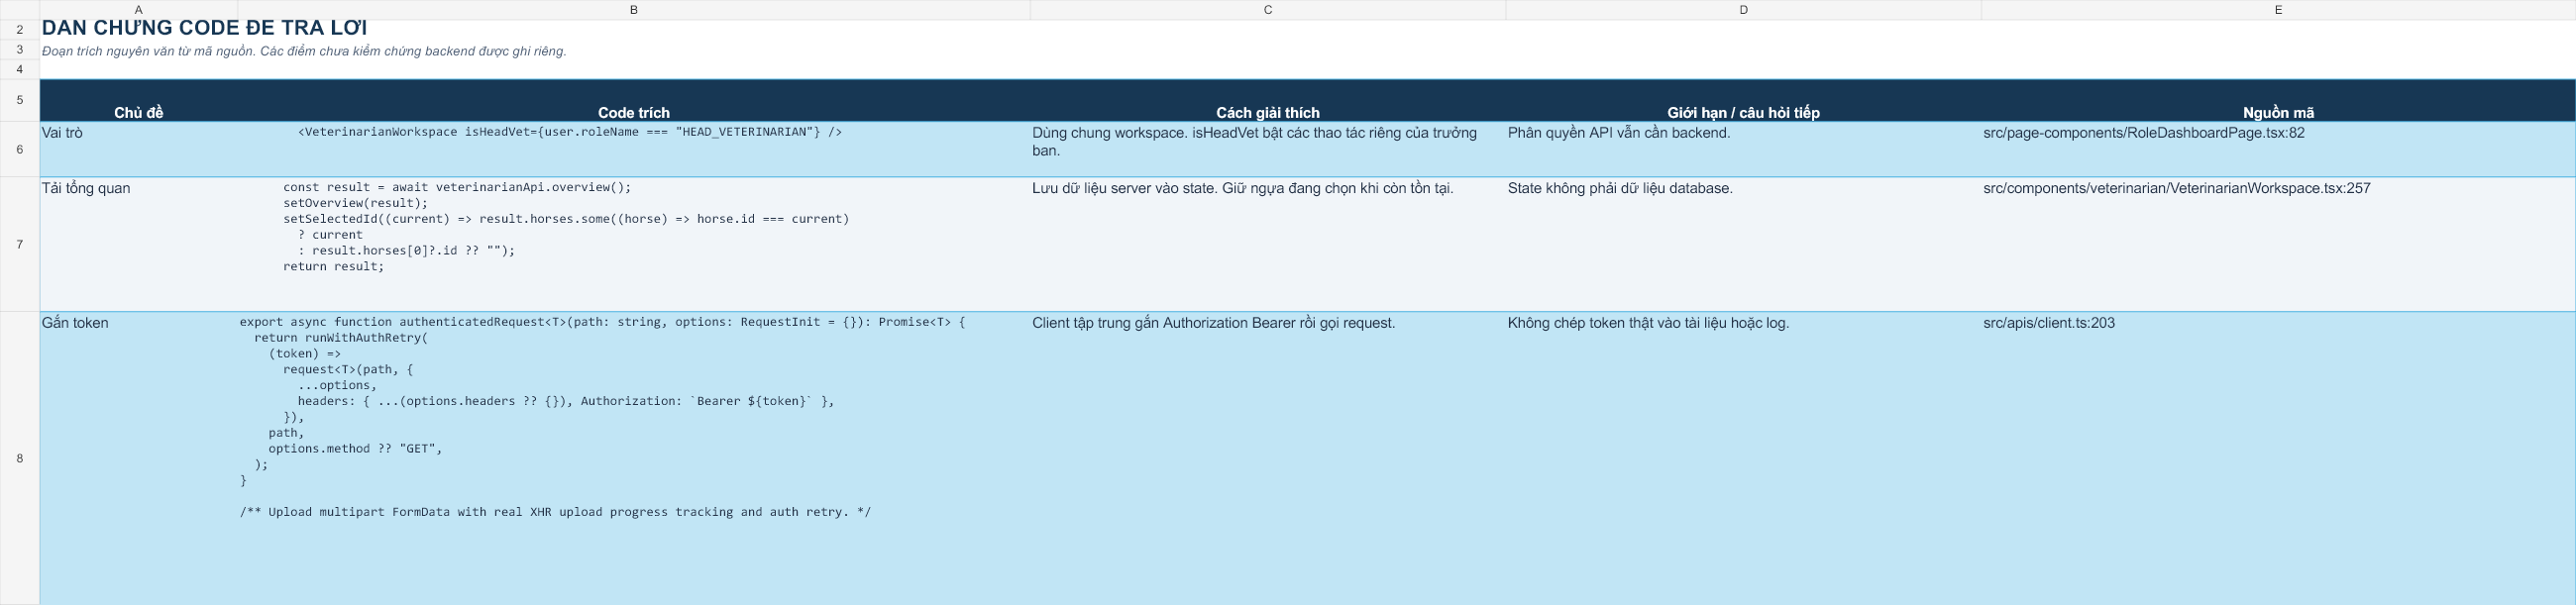 A B C D E
2 DẪN CHỨNG CODE ĐỂ TRẢ LỜI
3 Đoạn trích nguyên văn từ mã nguồn. Các điểm chưa kiểm chứng backend được ghi riêng.
4
5 Chủ đề Code trích Cách giải thích Giới hạn / câu hỏi tiếp Nguồn mã
6 Vai trò <VeterinarianWorkspace isHeadVet={user.roleName === "HEAD_VETERINARIAN"} /> Dùng chung workspace. isHeadVet bật các thao tác riêng của trưởng Phân quyền API vẫn cần backend. src/page-components/RoleDashboardPage.tsx:82
ban.
7 Tải tổng quan const result = await veterinarianApi.overview(); Lưu dữ liệu server vào state. Giữ ngựa đang chọn khi còn tồn tại. State không phải dữ liệu database. src/components/veterinarian/VeterinarianWorkspace.tsx:257
setOverview(result);
setSelectedId((current) => result.horses.some((horse) => horse.id === current)
? current
: result.horses[0]?.id ?? "");
return result;
8 Gắn token export async function authenticatedRequest<T>(path: string, options: RequestInit = {}): Promise<T> { Client tập trung gắn Authorization Bearer rồi gọi request. Không chép token thật vào tài liệu hoặc log. src/apis/client.ts:203
return runWithAuthRetry(
(token) =>
request<T>(path, {
...options,
headers: { ...(options.headers ?? {}), Authorization: `Bearer ${token}` },
}),
path,
options.method ?? "GET",
);
}
/** Upload multipart FormData with real XHR upload progress tracking and auth retry. */